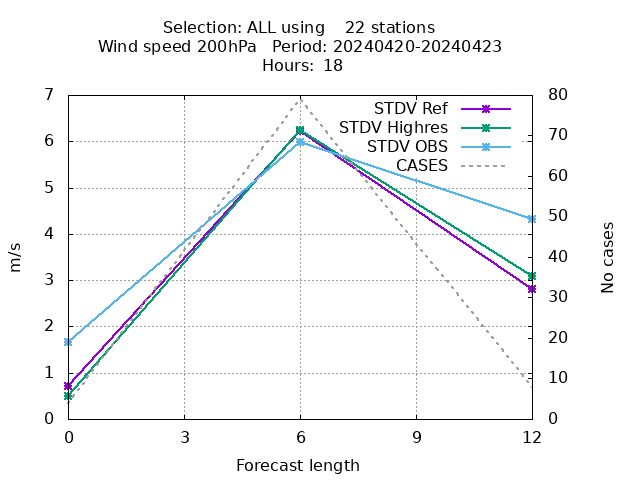 Selection: ALL using    22 stations
Wind speed 200hPa   Period: 20240420-20240423
Hours: 18
STDV Ref
STDV Highres
STDV OBS
CASES
7
6
5
4
3
2
1
0
80
70
60
50
40
30
20
10
0
0 3 6 9 12
m/s
No cases
Forecast length